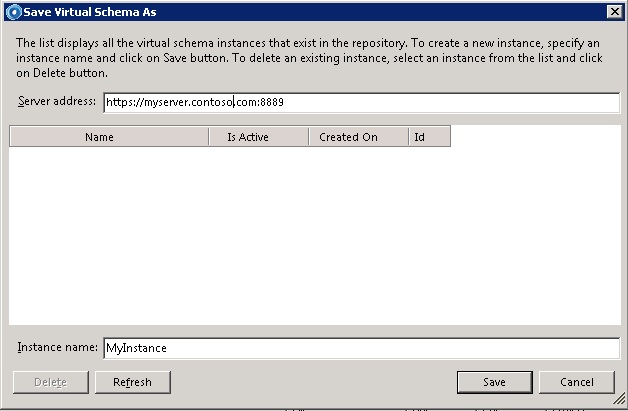 Save Virtual Schema As
The list displays all the virtual schema instances that exist in the repository. To create a new instance, specify an
instance name and click on Save button. To delete an existing instance, select an instance from the list and click
on Delete button.
Server address: https://myserver.contoso.com:8889
Name Is Active Created On Id
Instance name: MyInstance
Delete Refresh Save Cancel